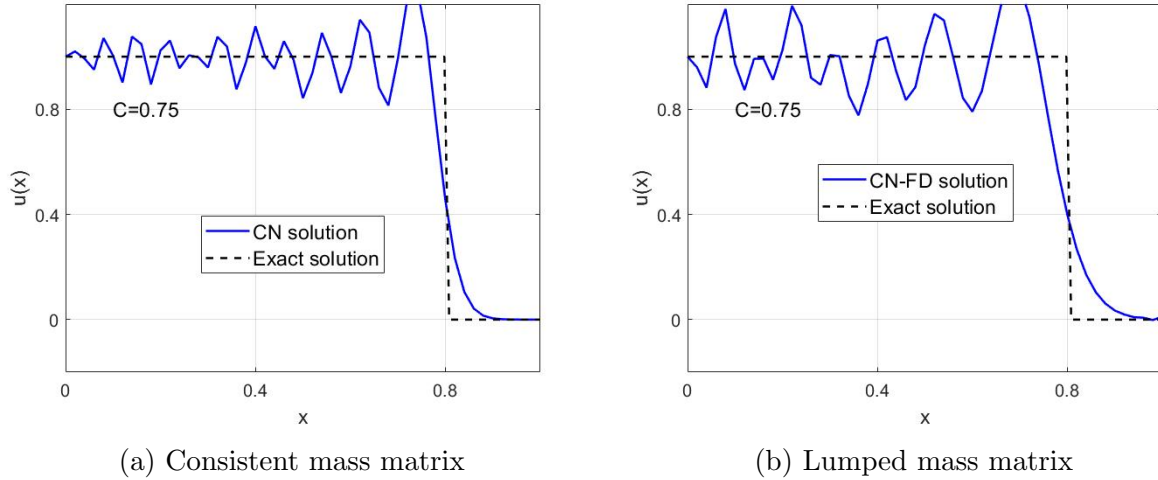 0.8
0.4
0
u(x)
C=0.75
CN solution
Exact solution
0
0.4
0.8
x
(a) Consistent mass matrix
0.8
0.4
0
u(x)
C=0.75
CN-FD solution
Exact solution
0
0.4
0.8
x
(b) Lumped mass matrix